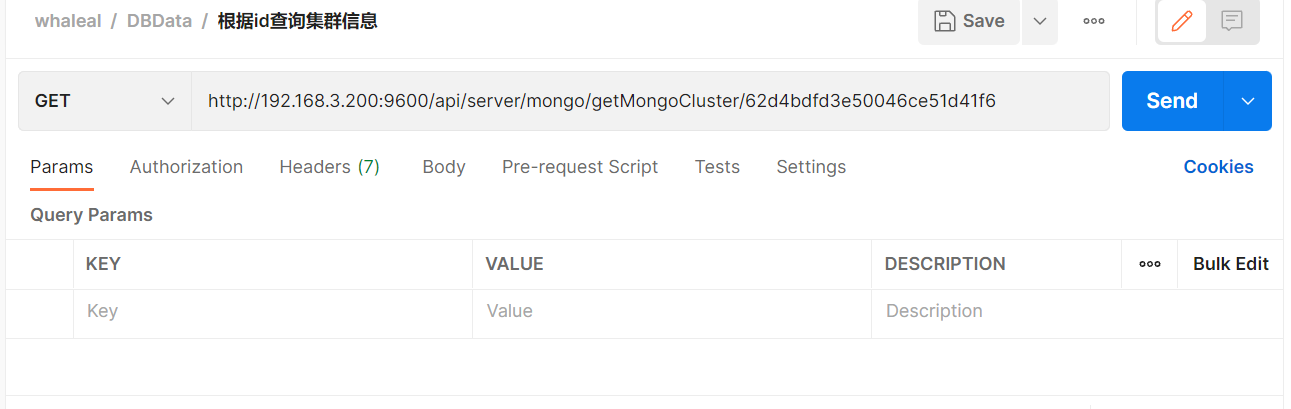 whaleal / DBData / 根据id查询集群信息
Save
GET
http://192.168.3.200:9600/api/server/mongo/getMongoCluster/62d4bdfd3e50046ce51d41f6
Send
Params Authorization Headers (7) Body Pre-request Script Tests Settings Cookies
Query Params
KEY VALUE DESCRIPTION Bulk Edit
Key Value Description